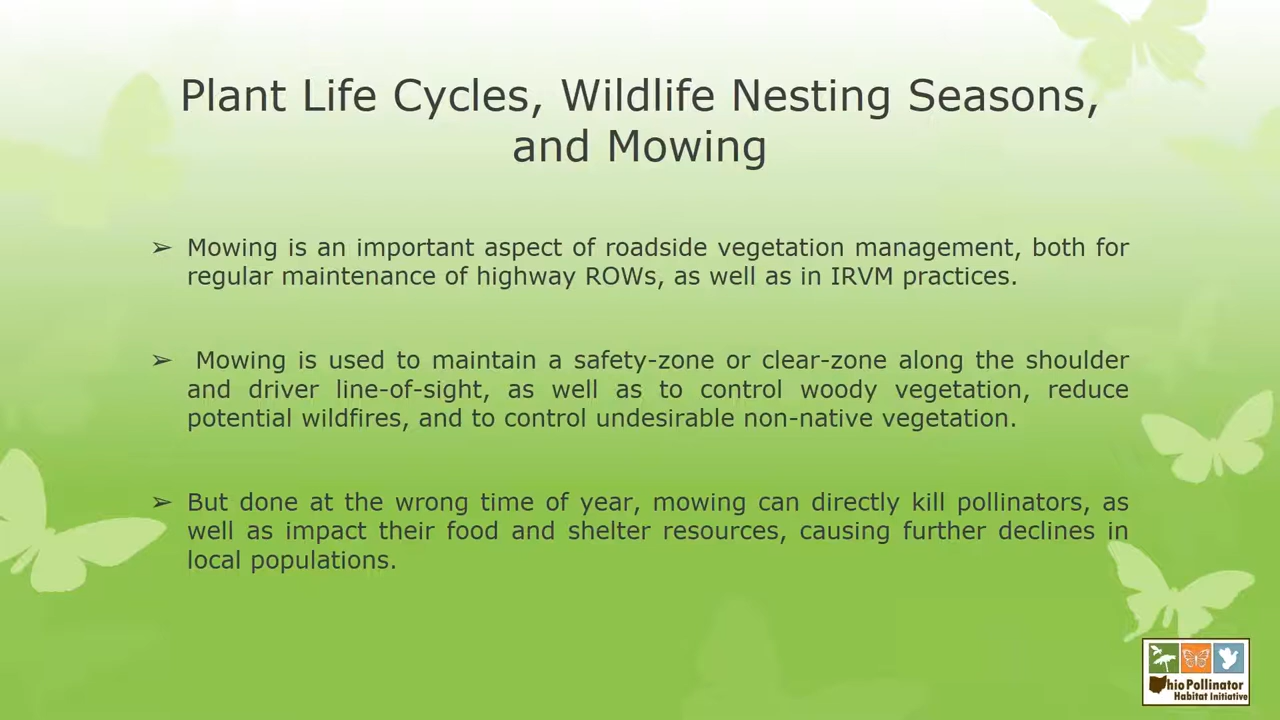 Plant Life Cycles, Wildlife Nesting Seasons,
and Mowing
➢ Mowing is an important aspect of roadside vegetation management, both for
regular maintenance of highway ROWs, as well as in IRVM practices.
➢ Mowing is used to maintain a safety-zone or clear-zone along the shoulder
and driver line-of-sight, as well as to control woody vegetation, reduce
potential wildfires, and to control undesirable non-native vegetation.
➢ But done at the wrong time of year, mowing can directly kill pollinators, as
well as impact their food and shelter resources, causing further declines in
local populations.
hio Pollinator
Habitat Initiative